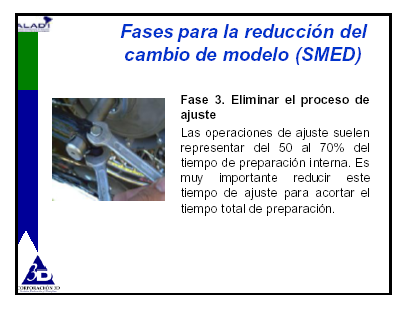 ALADI
Fases para la reducción del
cambio de modelo (SMED)
Fase 3. Eliminar el proceso de
ajuste
Las operaciones de ajuste suelen
representar del 50 al 70% del
tiempo de preparación interna. Es
muy importante reducir este
tiempo de ajuste para acortar el
tiempo total de preparación.
3D
CORPORACIÓN 3D